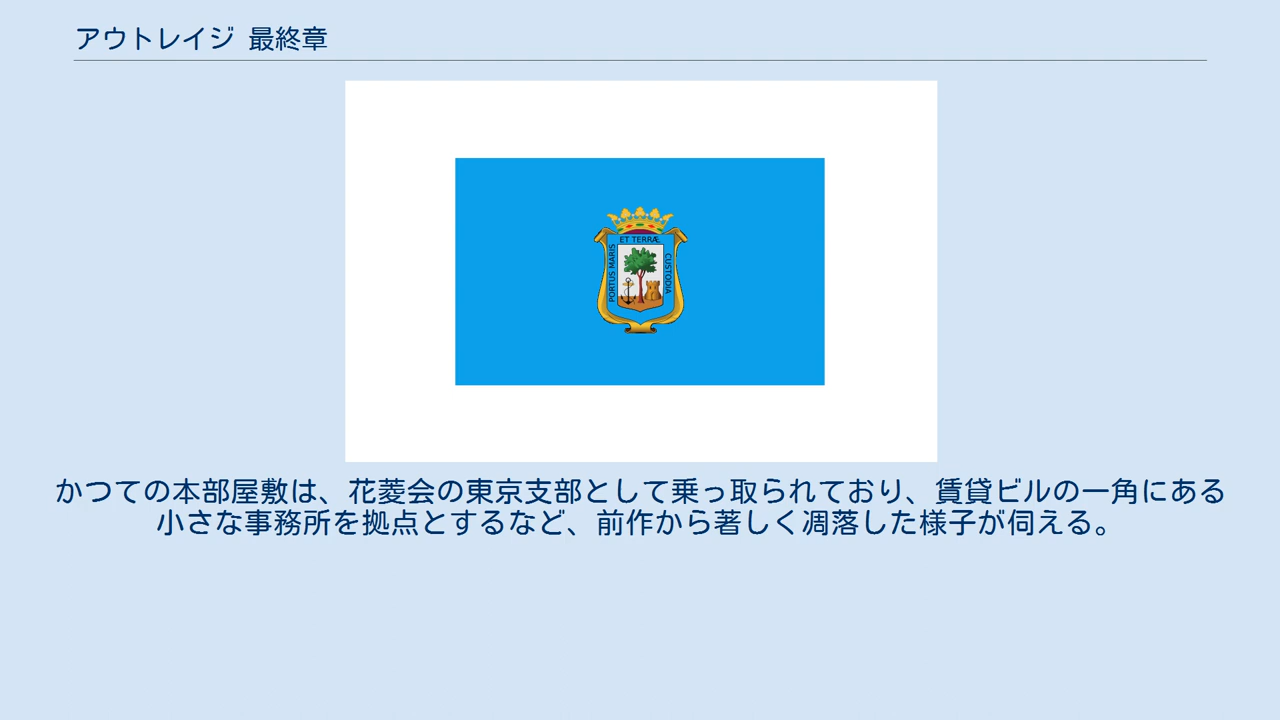 アウトレイジ 最終章
ET TERRÆ
PORTUS MARIS
CUSTODIA
かつての本部屋敷は、花菱会の東京支部として乗っ取られており、賃貸ビルの一角にある
小さな事務所を拠点とするなど、前作から著しく凋落した様子が伺える。